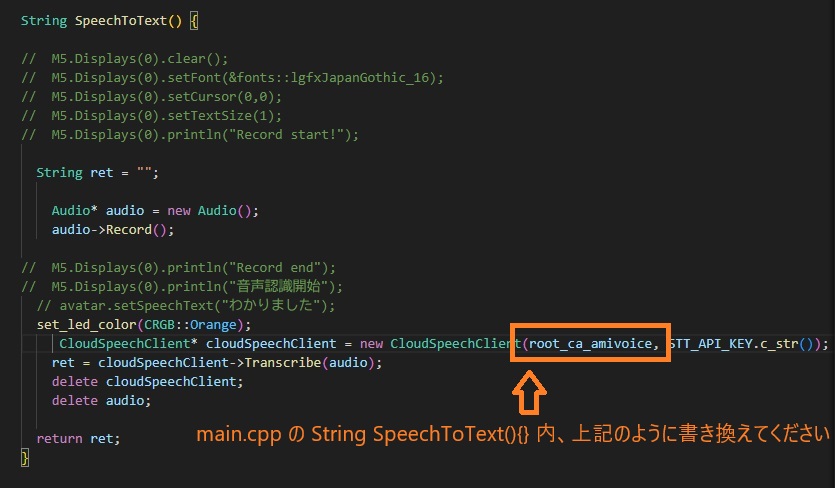 String SpeechToText() {
//  M5.Displays(0).clear();
//  M5.Displays(0).setFont(&fonts::lgfxJapanGothic_16);
//  M5.Displays(0).setCursor(0,0);
//  M5.Displays(0).setTextSize(1);
//  M5.Displays(0).println("Record start!");
String ret = "";
Audio* audio = new Audio();
audio->Record();
//  M5.Displays(0).println("Record end");
//  M5.Displays(0).println("音声認識開始");
// avatar.setSpeechText("わかりました");
set_led_color(CRGB::Orange);
CloudSpeechClient* cloudSpeechClient = new CloudSpeechClient(root_ca_amivoice, STT_API_KEY.c_str());
ret = cloudSpeechClient->Transcribe(audio);
delete cloudSpeechClient;
delete audio;
return ret;
main.cpp の String SpeechToText(){} 内、上記のように書き換えてください
}